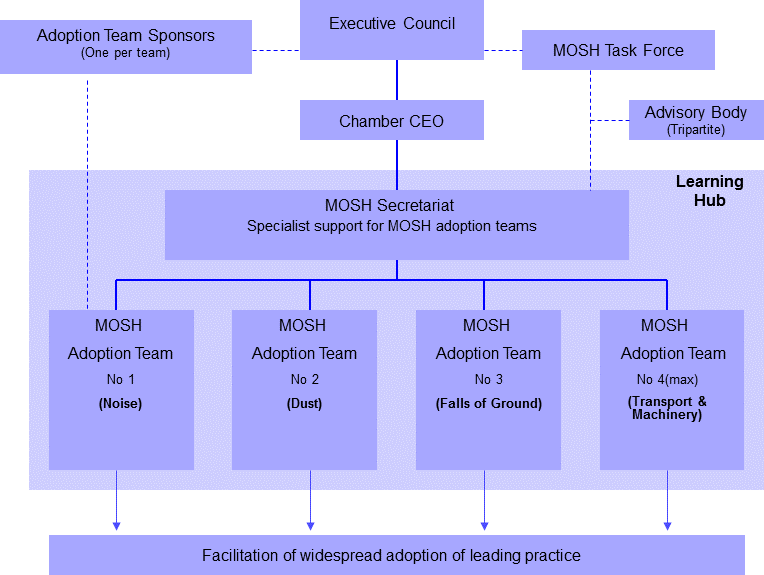 Executive Council
Adoption Team Sponsors
(One per team)
MOSH Task Force
Chamber CEO
Advisory Body
(Tripartite)
Learning
Hub
MOSH Secretariat
Specialist support for MOSH adoption teams
MOSH
Adoption Team
No 1
(Noise)
MOSH
Adoption Team
No 2
(Dust)
MOSH
Adoption Team
No 3
(Falls of Ground)
MOSH
Adoption Team
No 4(max)
(Transport &
Machinery)
Facilitation of widespread adoption of leading practice